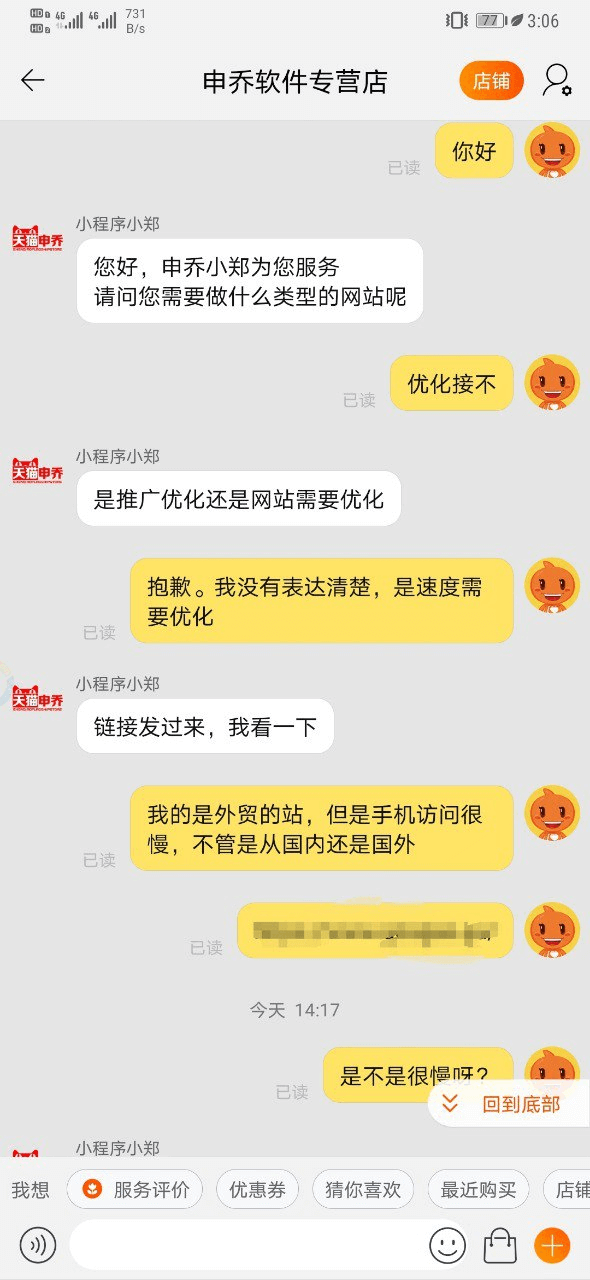 HD 4G 4G 731
HD 2 B/s
77 3:06
申乔软件专营店
店铺
你好
已读
小程序小郑
天猫申乔
您好，申乔小郑为您服务
请问您需要做什么类型的网站呢
优化接不
已读
小程序小郑
天猫申乔
是推广优化还是网站需要优化
抱歉。我没有表达清楚，是速度需
要优化
已读
小程序小郑
天猫申乔
链接发过来，我看一下
我的是外贸的站，但是手机访问很
慢，不管是从国内还是国外
已读
已读
今天 14:17
是不是很慢呀？
已读
回到底部
小程序小郑
我想
服务评价
优惠券
猜你喜欢
最近购买
店铺